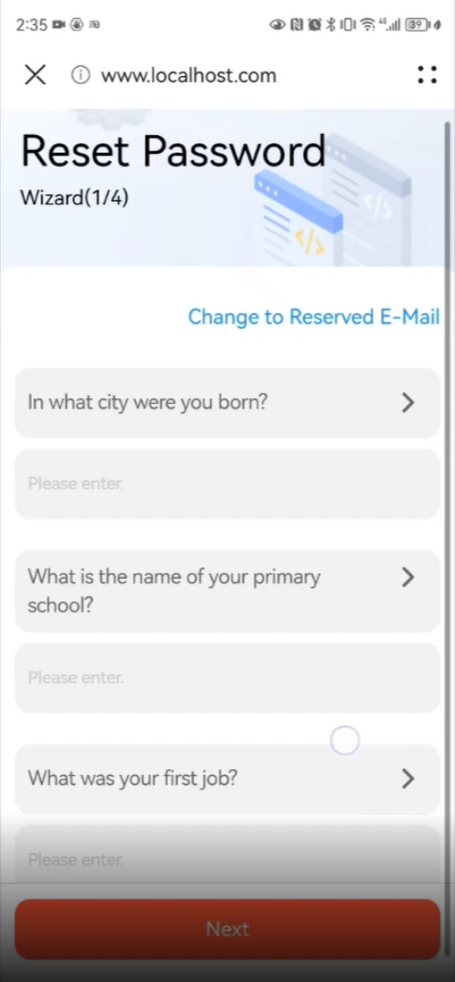 2:35
39
www.localhost.com
Reset Password
Wizard(1/4)
Change to Reserved E-Mail
In what city were you born?
Please enter.
What is the name of your primary
school?
Please enter.
What was your first job?
Please enter.
Next